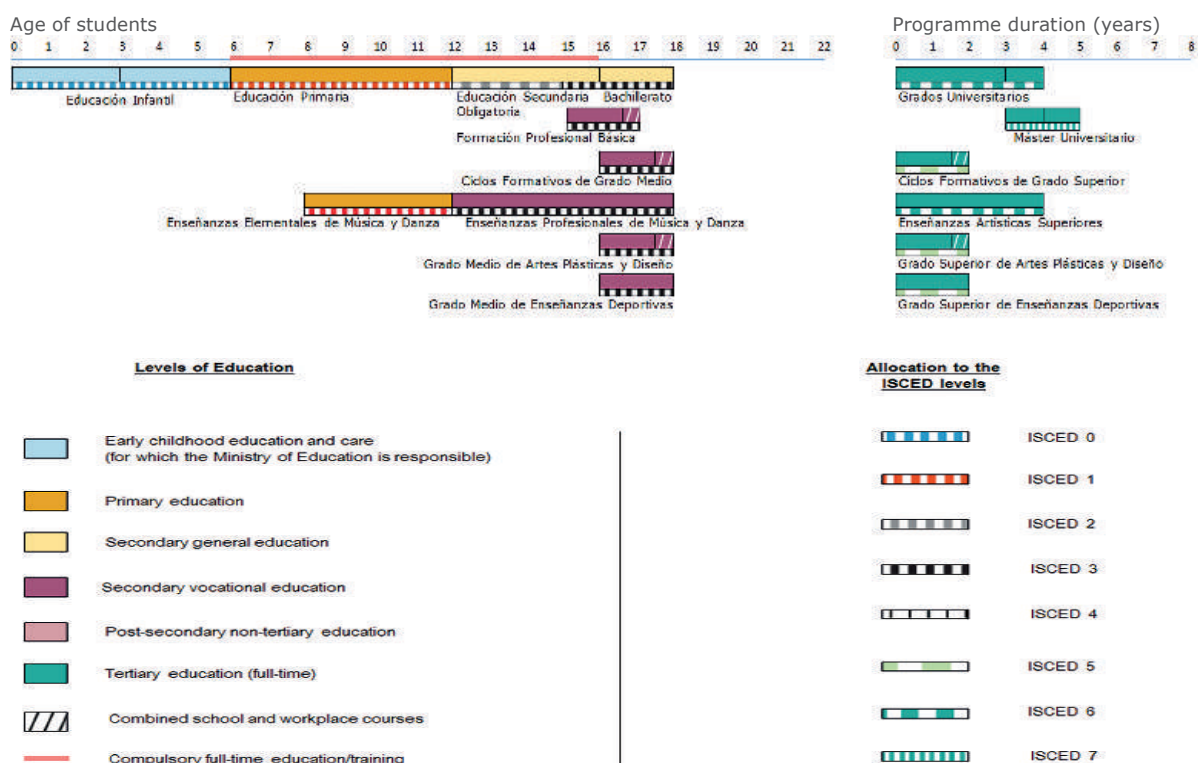 Age of students
Programme duration (years)
0 1 2 3 4 5 6 7 8 9 10 11 12 13 14 15 16 17 18 19 20 21 22
0 1 2 3 4 5 6 7 8
Educación Infantil
Educación Primaria
Educación Secundaria
Obligatoria
Bachillerato
Grados Universitarios
Formación Profesional Básica
Máster Universitario
Ciclos Formativos de Grado Medio
Ciclos Formativos de Grado Superior
Enseñanzas Elementales de Música y Danza
Enseñanzas Profesionales de Música y Danza
Enseñanzas Artísticas Superiores
Grado Medio de Artes Plásticas y Diseño
Grado Superior de Artes Plásticas y Diseño
Grado Medio de Enseñanzas Deportivas
Grado Superior de Enseñanzas Deportivas
Levels of Education
Early childhood education and care
(for which the Ministry of Education is responsible)
Primary education
Secondary general education
Secondary vocational education
Post-secondary non-tertiary education
Tertiary education (full-time)
Combined school and workplace courses
Compulsory full-time education/training
Allocation to the
ISCED levels
ISCED 0
ISCED 1
ISCED 2
ISCED 3
ISCED 4
ISCED 5
ISCED 6
ISCED 7